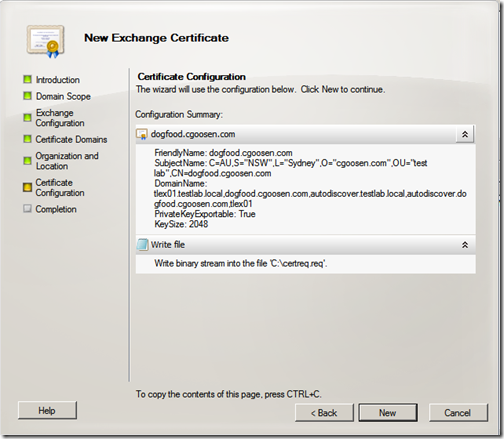 New Exchange Certificate
Introduction
Domain Scope
Exchange
Configuration
Certificate Domains
Organization and
Location
Certificate
Configuration
Completion
Certificate Configuration
The wizard will use the configuration below. Click New to continue.
Configuration Summary:
dogfood.cgoosen.com
FriendlyName: dogfood.cgoosen.com
SubjectName: C=AU,S="NSW",L="Sydney",O="cgoosen.com",OU="test
lab",CN=dogfood.cgoosen.com
DomainName:
tlex01.testlab.local,dogfood.cgoosen.com,autodiscover.testlab.local,autodiscover.do
gfood.cgoosen.com,tlex01
PrivateKeyExportable: True
KeySize: 2048
Write file
Write binary stream into the file 'C:\certreq.req'.
To copy the contents of this page, press CTRL+C.
Help
< Back
New
Cancel